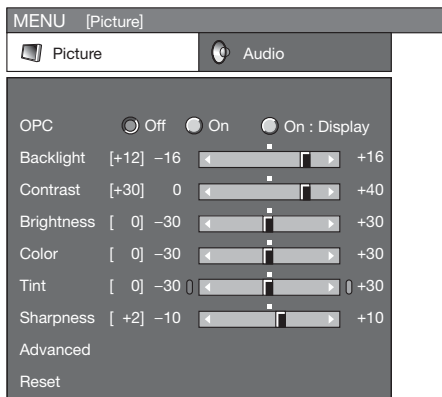 MENU [Picture]
Picture Audio
OPC Off On On : Display
Backlight [+12] −16 +16
Contrast [+30] 0 +40
Brightness [ 0] −30 +30
Color [ 0] −30 +30
Tint [ 0] −30 +30
Sharpness [ +2] −10 +10
Advanced
Reset